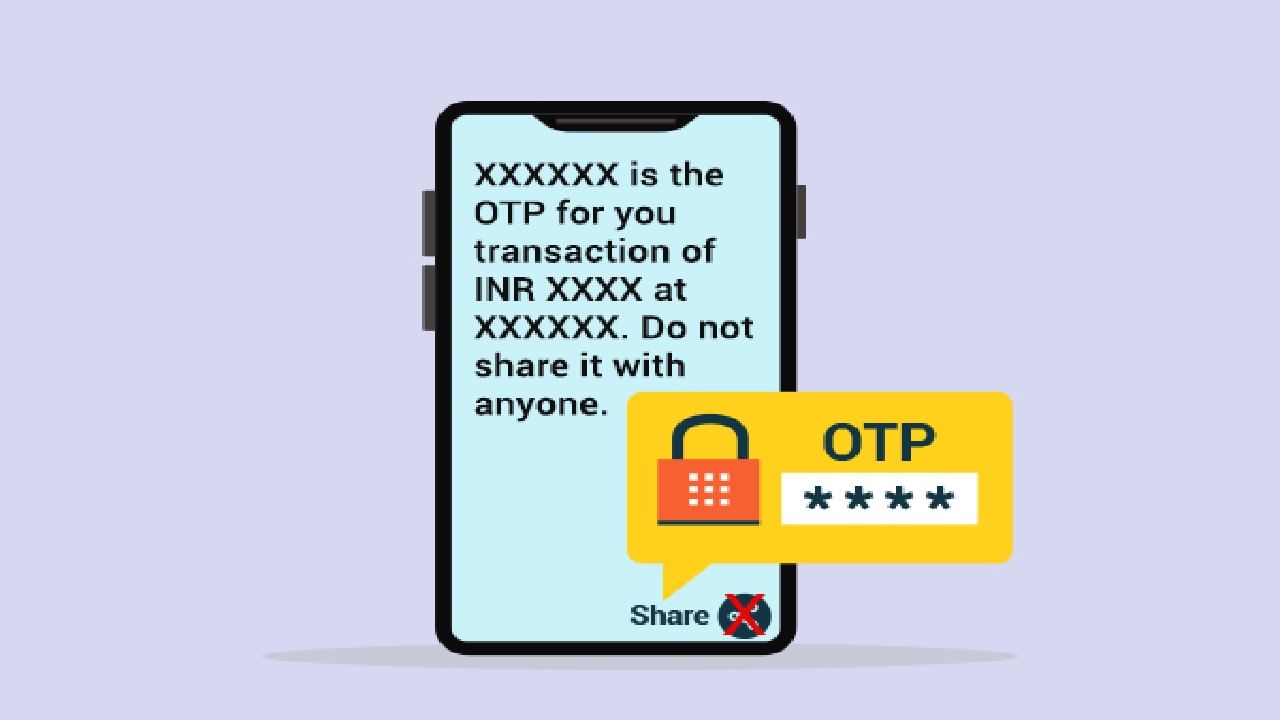 XXXXXX is the
OTP for you
transaction of
INR XXXX at
XXXXXX. Do not
share it with
anyone.
OTP
****
Share